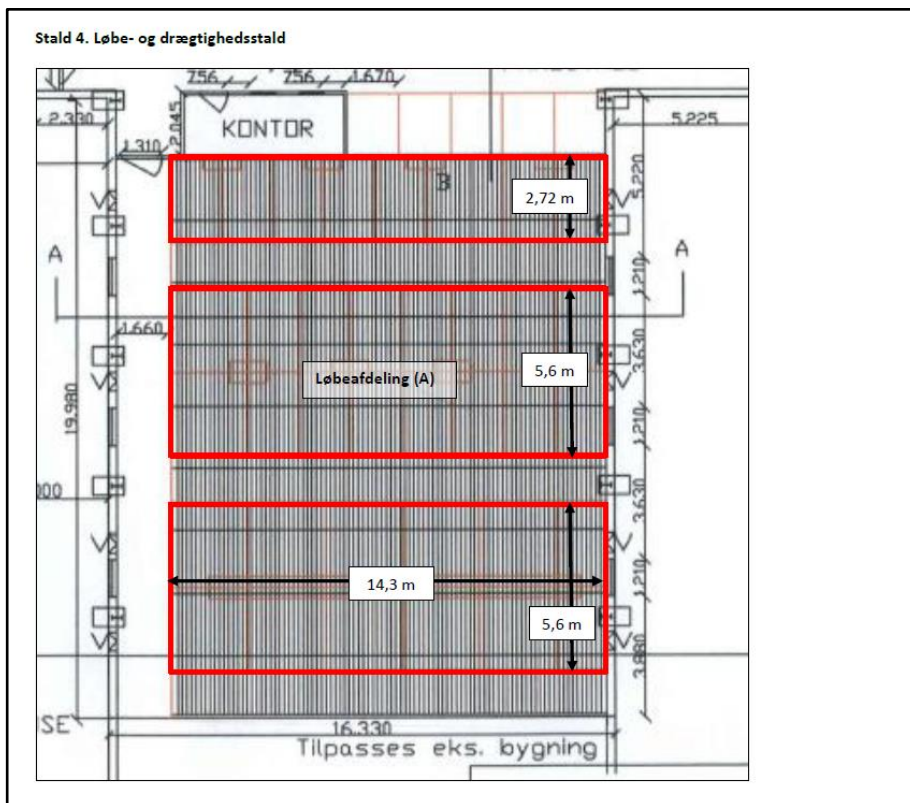 Stald 4. Løbe- og drægtighedsstald
756
756
1.670
2.330
2.045
KONTOR
5.225
1.310
B
2,72 m
5.220
A
A
1.210
1.660
5,6 m
3.630
Løbeafdeling (A)
19.980
1.210
000
3.630
14,3 m
1.210
5,6 m
3.880
ISE
16.330
Tilpasses eks. bygning